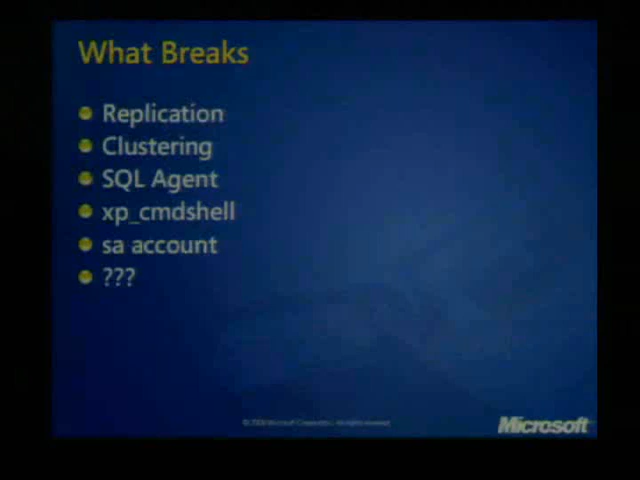 What Breaks
Replication
Clustering
SQL Agent
xp_cmdshell
sa account
???
Microsoft